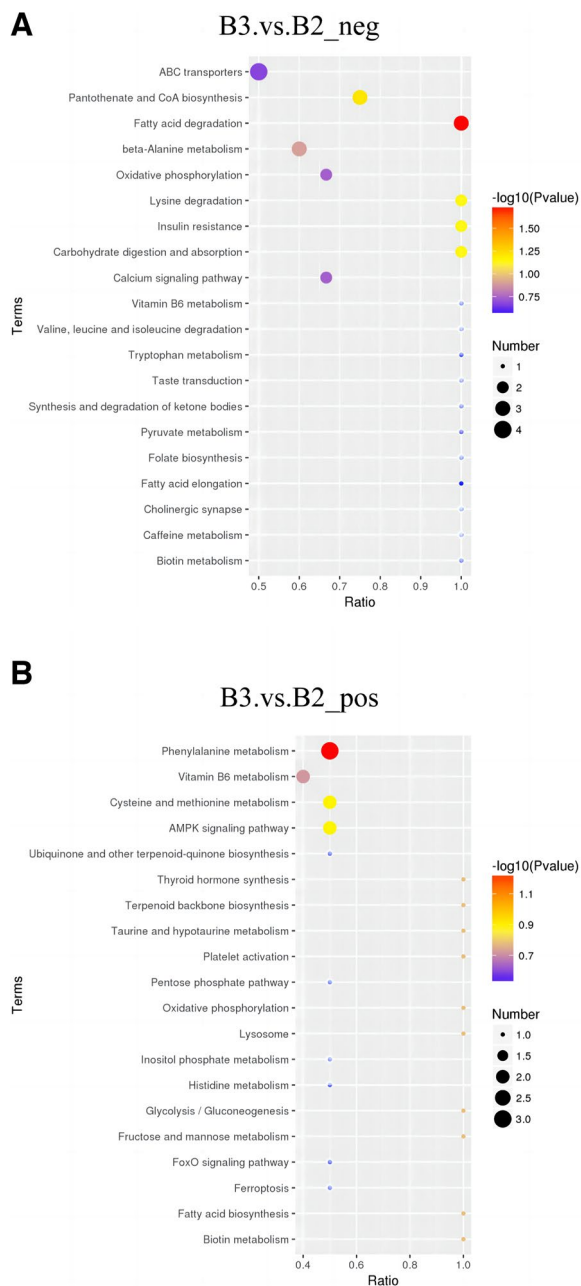 A
B3.vs.B2_neg
ABC transporters
Pantothenate and CoA biosynthesis
Fatty acid degradation
beta-Alanine metabolism
Oxidative phosphorylation
Lysine degradation
Insulin resistance
Carbohydrate digestion and absorption
Calcium signaling pathway
Vitamin B6 metabolism
Valine, leucine and isoleucine degradation
Tryptophan metabolism
Taste transduction
Synthesis and degradation of ketone bodies
Pyruvate metabolism
Folate biosynthesis
Fatty acid elongation
Cholinergic synapse
Caffeine metabolism
Biotin metabolism
Terms
0.5 0.6 0.7 0.8 0.9 1.0
Ratio
-log10(Pvalue)
1.50
1.25
1.00
0.75
Number
1
2
3
4
B
B3.vs.B2_pos
Phenylalanine metabolism
Vitamin B6 metabolism
Cysteine and methionine metabolism
AMPK signaling pathway
Ubiquinone and other terpenoid-quinone biosynthesis
Thyroid hormone synthesis
Terpenoid backbone biosynthesis
Taurine and hypotaurine metabolism
Platelet activation
Pentose phosphate pathway
Oxidative phosphorylation
Lysosome
Inositol phosphate metabolism
Histidine metabolism
Glycolysis / Gluconeogenesis
Fructose and mannose metabolism
FoxO signaling pathway
Ferroptosis
Fatty acid biosynthesis
Biotin metabolism
Terms
0.4 0.6 0.8 1.0
Ratio
-log10(Pvalue)
1.1
0.9
0.7
Number
1.0
1.5
2.0
2.5
3.0